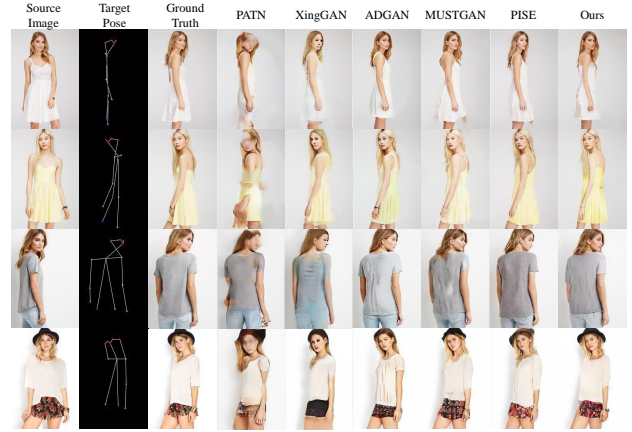 Source Image
Target Pose
Ground Truth
PATN
XingGAN
ADGAN
MUSTGAN
PISE
Ours